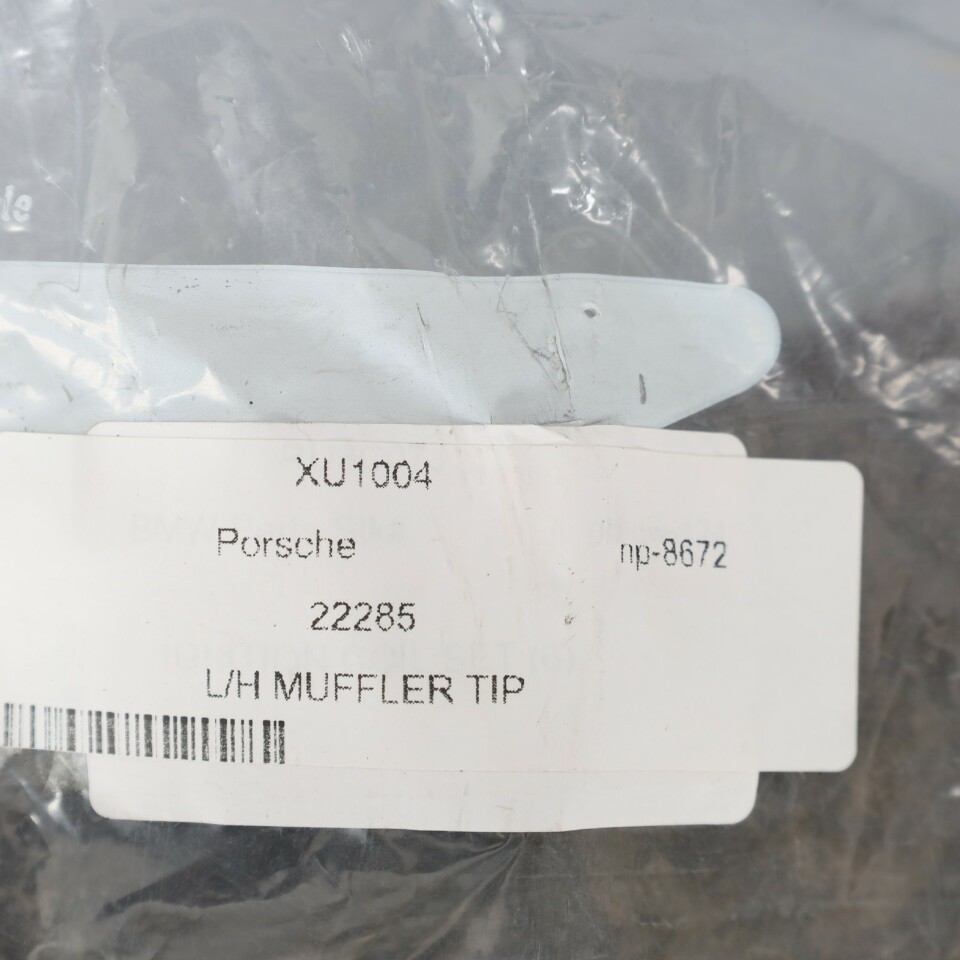 XU1004
Porsche np-8672
22285
L/H MUFFLER TIP